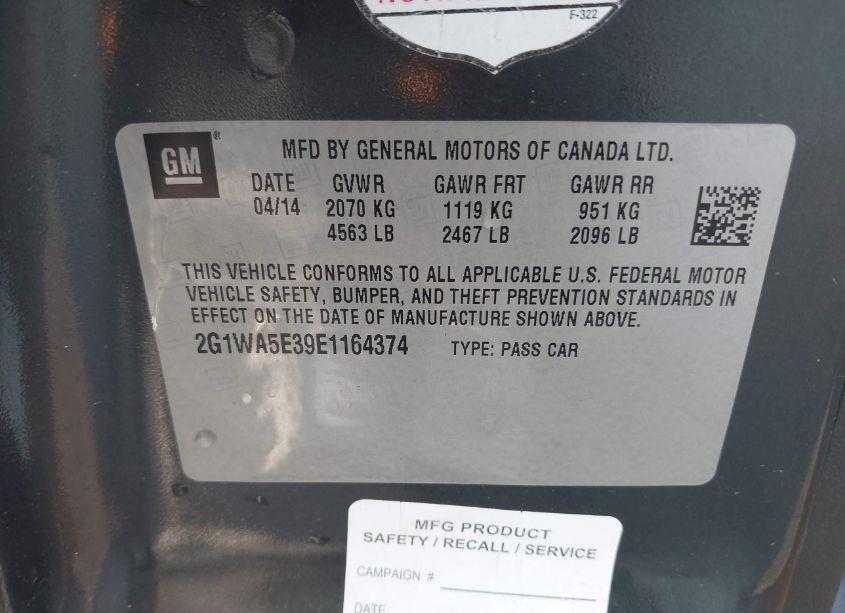 F-322
GM®
MFD BY GENERAL MOTORS OF CANADA LTD.
DATE GVWR GAWR FRT GAWR RR
04/14 2070 KG 1119 KG 951 KG
4563 LB 2467 LB 2096 LB
THIS VEHICLE CONFORMS TO ALL APPLICABLE U.S. FEDERAL MOTOR
VEHICLE SAFETY, BUMPER, AND THEFT PREVENTION STANDARDS IN
EFFECT ON THE DATE OF MANUFACTURE SHOWN ABOVE.
2G1WA5E39E1164374 TYPE: PASS CAR
MFG PRODUCT
SAFETY / RECALL / SERVICE
CAMPAIGN #
DATE